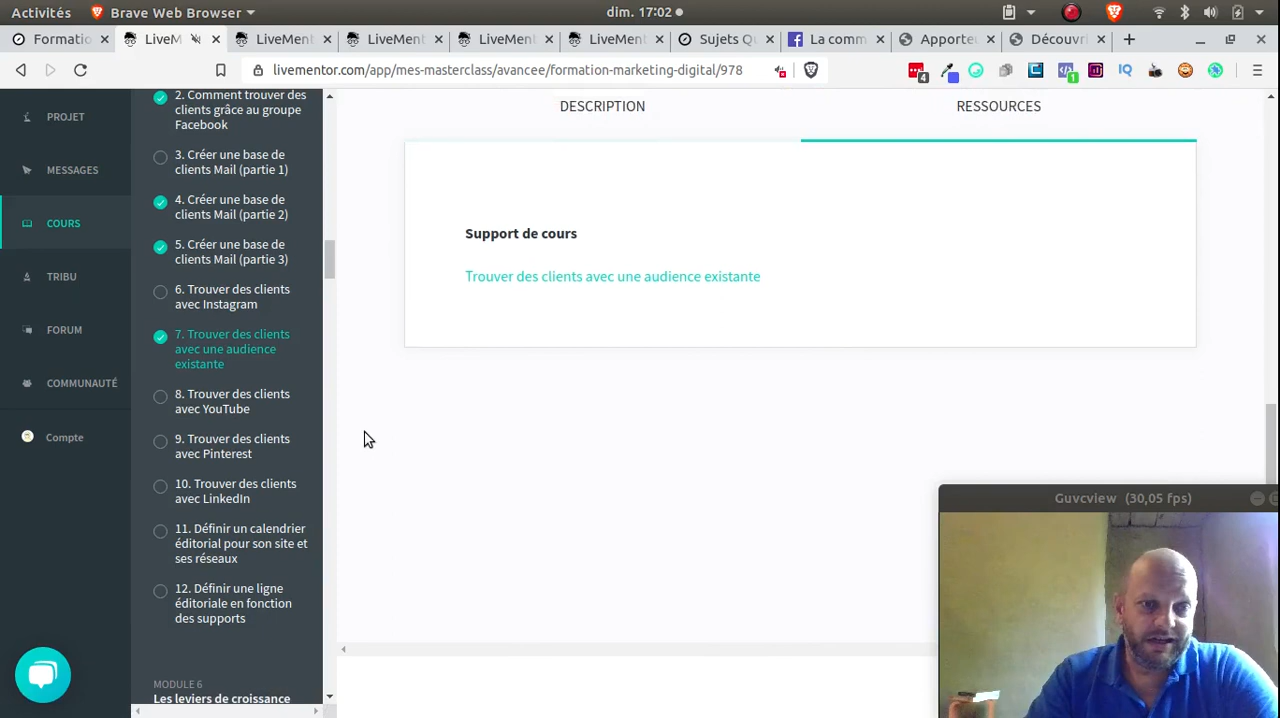 Activités
Brave Web Browser
dim. 17:02
Formatio
LiveM
LiveMent
LiveMent
LiveMent
LiveMent
Sujets Q
La comm
Apporte
Découvri
livementor.com/app/mes-masterclass/avancee/formation-marketing-digital/978
4
1
IQ
PROJET
MESSAGES
COURS
TRIBU
FORUM
COMMUNAUTÉ
Compte
2. Comment trouver des
clients grâce au groupe
Facebook
3. Créer une base de
clients Mail (partie 1)
4. Créer une base de
clients Mail (partie 2)
5. Créer une base de
clients Mail (partie 3)
6. Trouver des clients
avec Instagram
7. Trouver des clients
avec une audience
existante
8. Trouver des clients
avec YouTube
9. Trouver des clients
avec Pinterest
10. Trouver des clients
avec LinkedIn
11. Définir un calendrier
éditorial pour son site et
ses réseaux
12. Définir une ligne
éditoriale en fonction
des supports
MODULE 6
Les leviers de croissance
DESCRIPTION
RESSOURCES
Support de cours
Trouver des clients avec une audience existante
Guvcview (30,05 fps)